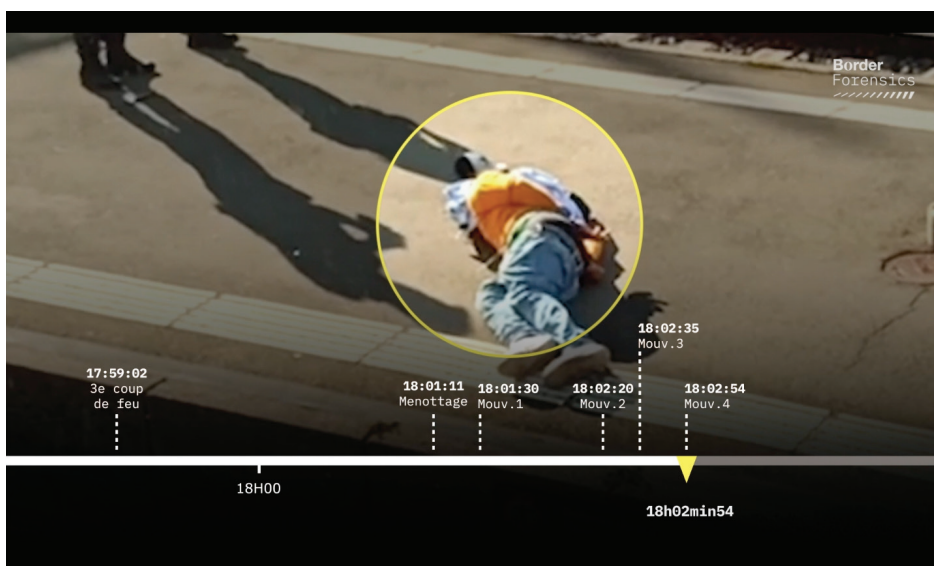 Border
Forensics
17:59:02
3e coup
de feu
18:01:11
Menottage
18:01:30
Mouv.1
18:02:20
Mouv.2
18:02:35
Mouv.3
18:02:54
Mouv.4
18H00
18h02min54